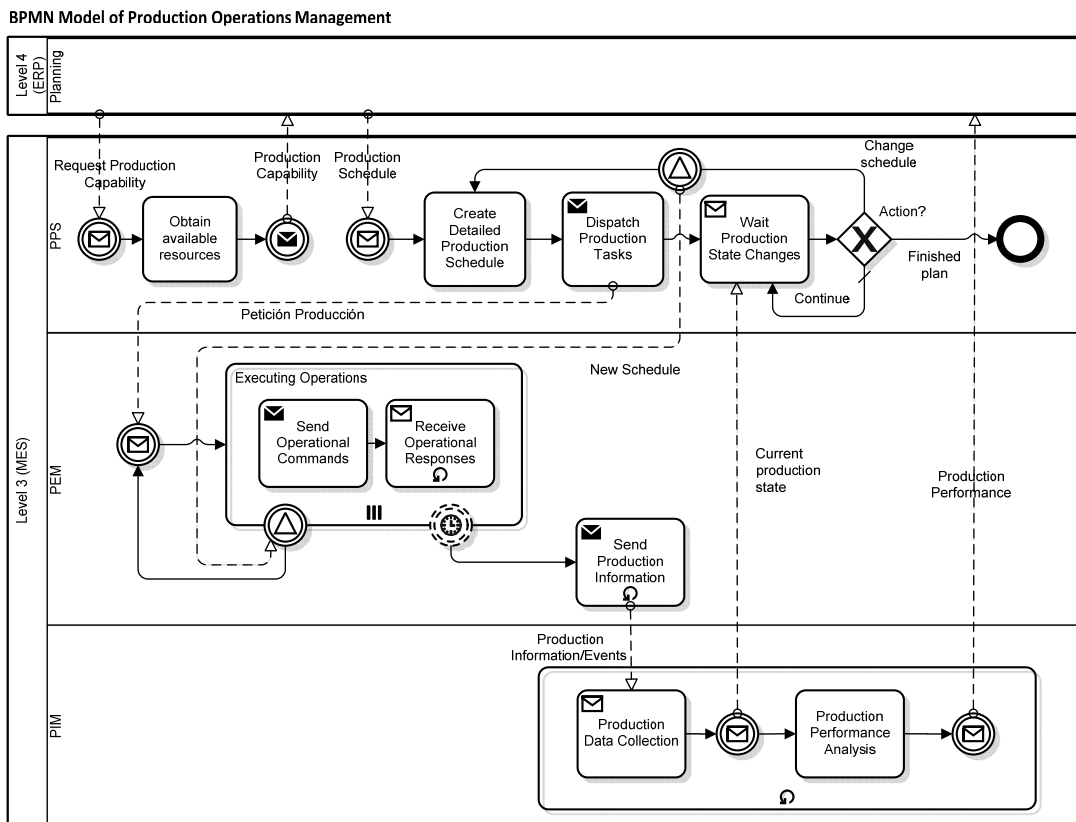 BPMN Model of Production Operations Management
Level 4
(ERP)
Planning
Request Production
Capability
Production
Capability
Production
Schedule
Change
schedule
Level 3 (MES)
PPS
Obtain
available
resources
Create
Detailed
Production
Schedule
Dispatch
Production
Tasks
Wait
Production
State Changes
Action?
Finished
plan
Continue
Petición Producción
New Schedule
PEM
Executing Operations
Send
Operational
Commands
Receive
Operational
Responses
Current
production
state
Production
Performance
Send
Production
Information
Production
Information/Events
PIM
Production
Data Collection
Production
Performance
Analysis